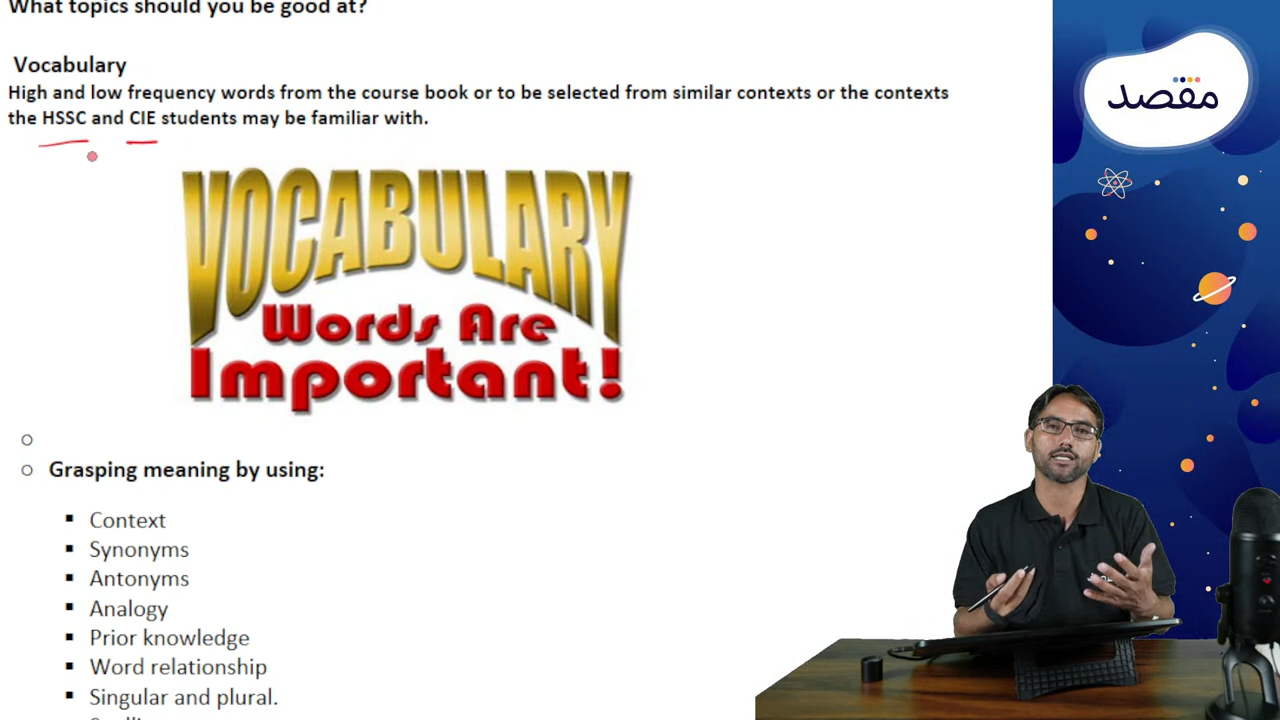 What topics should you be good at?
Vocabulary
High and low frequency words from the course book or to be selected from similar contexts or the contexts
the HSSC and CIE students may be familiar with.
VOCABULARY
Words Are
Important!
Grasping meaning by using:
Context
Synonyms
Antonyms
Analogy
Prior knowledge
Word relationship
Singular and plural.
مقصد